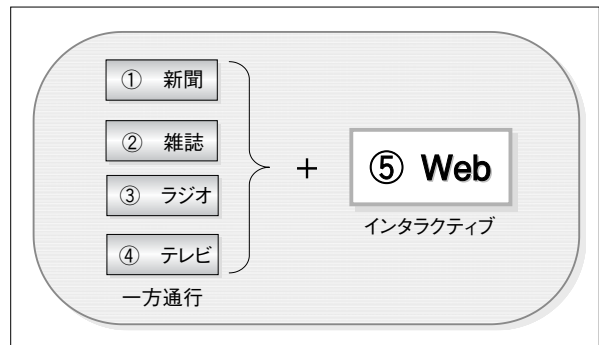 ① 新聞
② 雑誌
③ ラジオ
④ テレビ
一方通行
+
⑤ Web
インタラクティブ